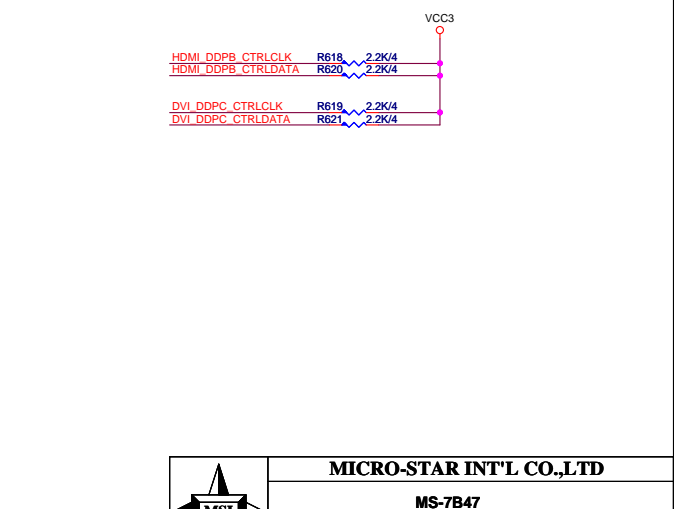 VCC3
HDMI_DDPB_CTRLCLK R618 2.2K/4
HDMI_DDPB_CTRLDATA R620 2.2K/4
DVI_DDPC_CTRLCLK R619 2.2K/4
DVI_DDPC_CTRLDATA R621 2.2K/4
MICRO-STAR INT'L CO.,LTD
MSI
MS-7B47